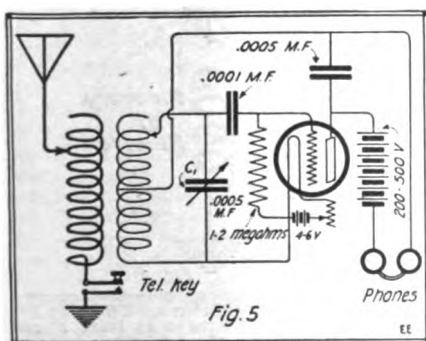 .0005 M.F.
.0001 M.F.
C₁
.0005
M.F.
1-2 megohms
4-6 V
200-500 V
Tel. key
Phones
Fig. 5
EE